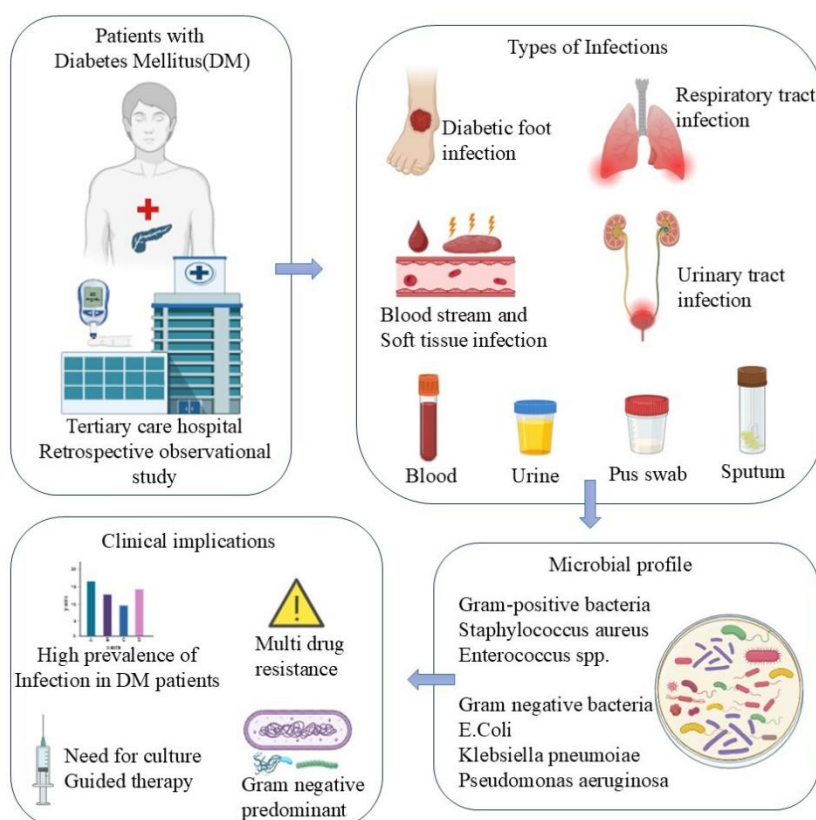 Patients with
Diabetes Mellitus(DM)
Tertiary care hospital
Retrospective observational
study
Types of Infections
Diabetic foot
infection
Respiratory tract
infection
Blood stream and
Soft tissue infection
Urinary tract
infection
Blood
Urine
Pus swab
Sputum
Microbial profile
Gram-positive bacteria
Staphylococcus aureus
Enterococcus spp.
Gram negative bacteria
E.Coli
Klebsiella pneumoiae
Pseudomonas aeruginosa
Clinical implications
High prevalence of
Infection in DM patients
Multi drug
resistance
Need for culture
Guided therapy
Gram negative
predominant